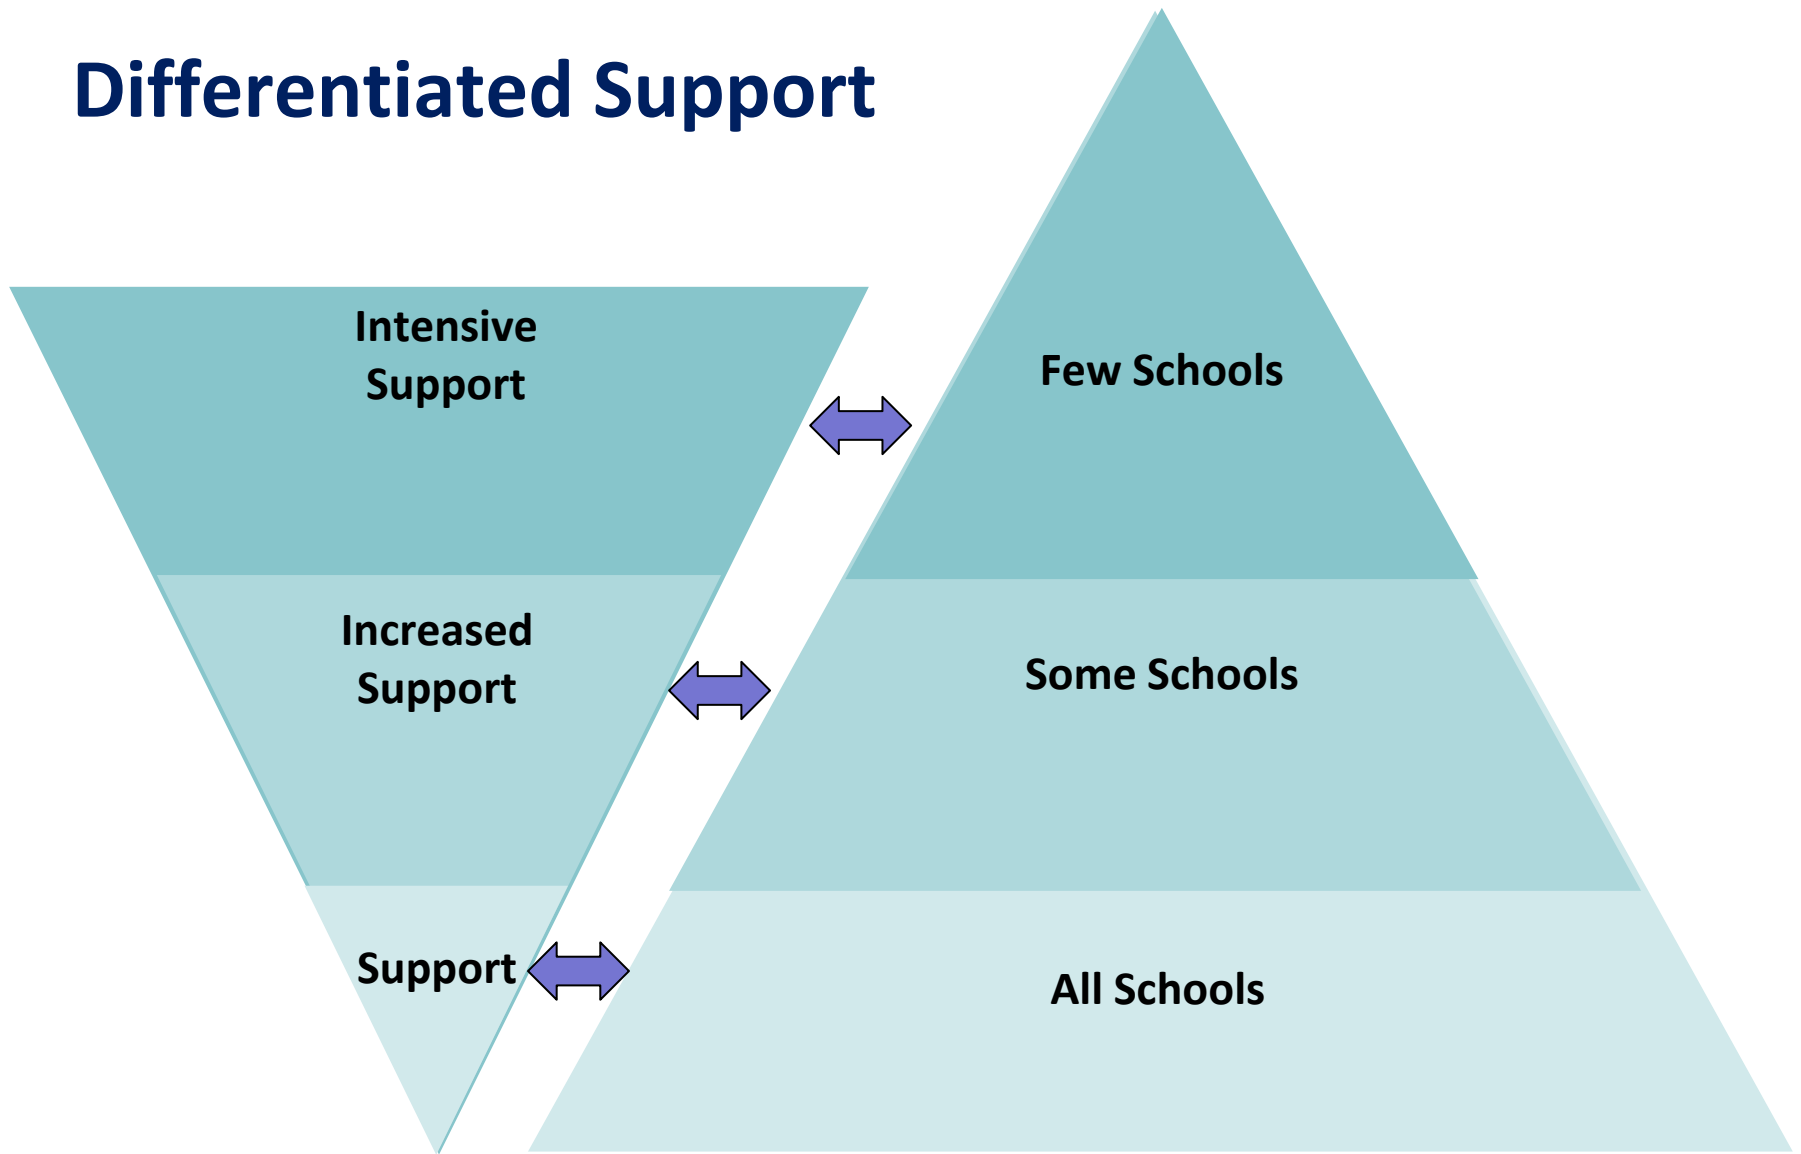 Differentiated Support
Intensive
Support
Few Schools
Increased
Support
Some Schools
Support
All Schools